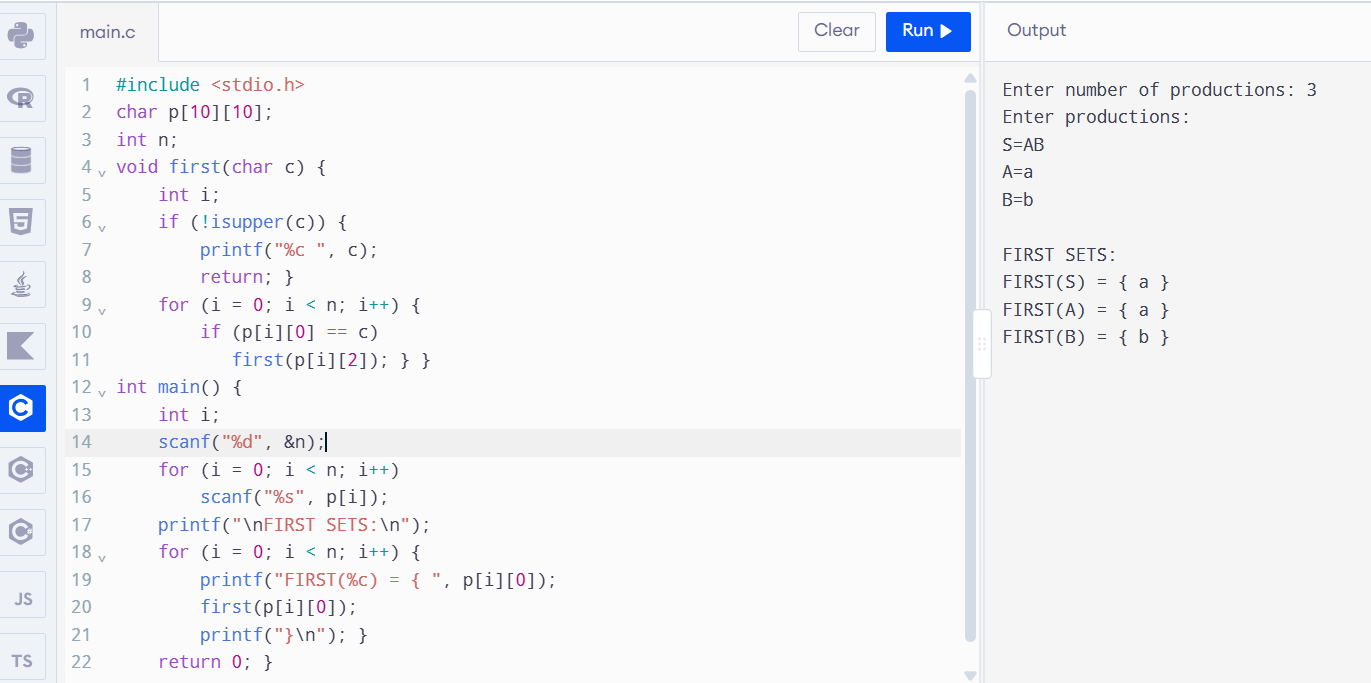 main.c
Clear
Run
Output
1 #include <stdio.h>
2 char p[10][10];
3 int n;
4 void first(char c) {
5     int i;
6     if (!isupper(c)) {
7         printf("%c ", c);
8         return; }
9     for (i = 0; i < n; i++) {
10         if (p[i][0] == c)
11            first(p[i][2]); } }
12 int main() {
13     int i;
14     scanf("%d", &n);
15     for (i = 0; i < n; i++)
16         scanf("%s", p[i]);
17     printf("\nFIRST SETS:\n");
18     for (i = 0; i < n; i++) {
19         printf("FIRST(%c) = { ", p[i][0]);
20         first(p[i][0]);
21         printf("}\n"); }
22     return 0; }
Enter number of productions: 3
Enter productions:
S=AB
A=a
B=b
FIRST SETS:
FIRST(S) = { a }
FIRST(A) = { a }
FIRST(B) = { b }
R
5
C
C
C
JS
TS